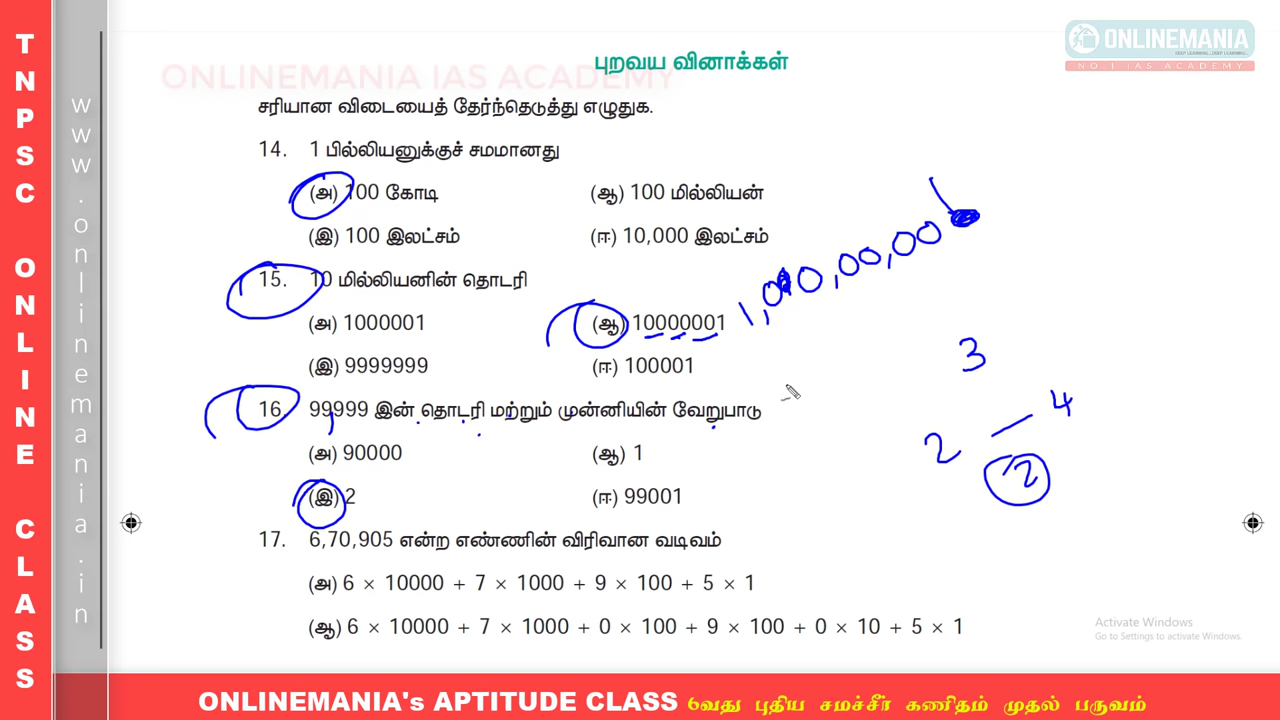 TNPSC ONLINE CLASS
www.onlinemania.in
ONLINEMANIA
DEEP LEARNING...DEEP LEARN...
NO.1 IAS ACADEMY
ONLINEMANIA IAS ACADEMY
புறவய வினாக்கள்
சரியான விடையைத் தேர்ந்தெடுத்து எழுதுக.
14. 1 பில்லியனுக்குச் சமமானது
(அ) 100 கோடி (ஆ) 100 மில்லியன்
(இ) 100 இலட்சம் (ஈ) 10,000 இலட்சம்
15. 10 மில்லியனின் தொடரி
(அ) 1000001 (ஆ) 10000001
(இ) 9999999 (ஈ) 100001
16. 99999 இன் தொடரி மற்றும் முன்னியின் வேறுபாடு
(அ) 90000 (ஆ) 1
(இ) 2 (ஈ) 99001
17. 6,70,905 என்ற எண்ணின் விரிவான வடிவம்
(அ) 6 × 10000 + 7 × 1000 + 9 × 100 + 5 × 1
(ஆ) 6 × 10000 + 7 × 1000 + 0 × 100 + 9 × 100 + 0 × 10 + 5 × 1
3
2 4
2
Activate Windows
Go to Settings to activate Windows.
ONLINEMANIA's APTITUDE CLASS 6வது புதிய சமச்சீர் கணிதம் முதல் பருவம்